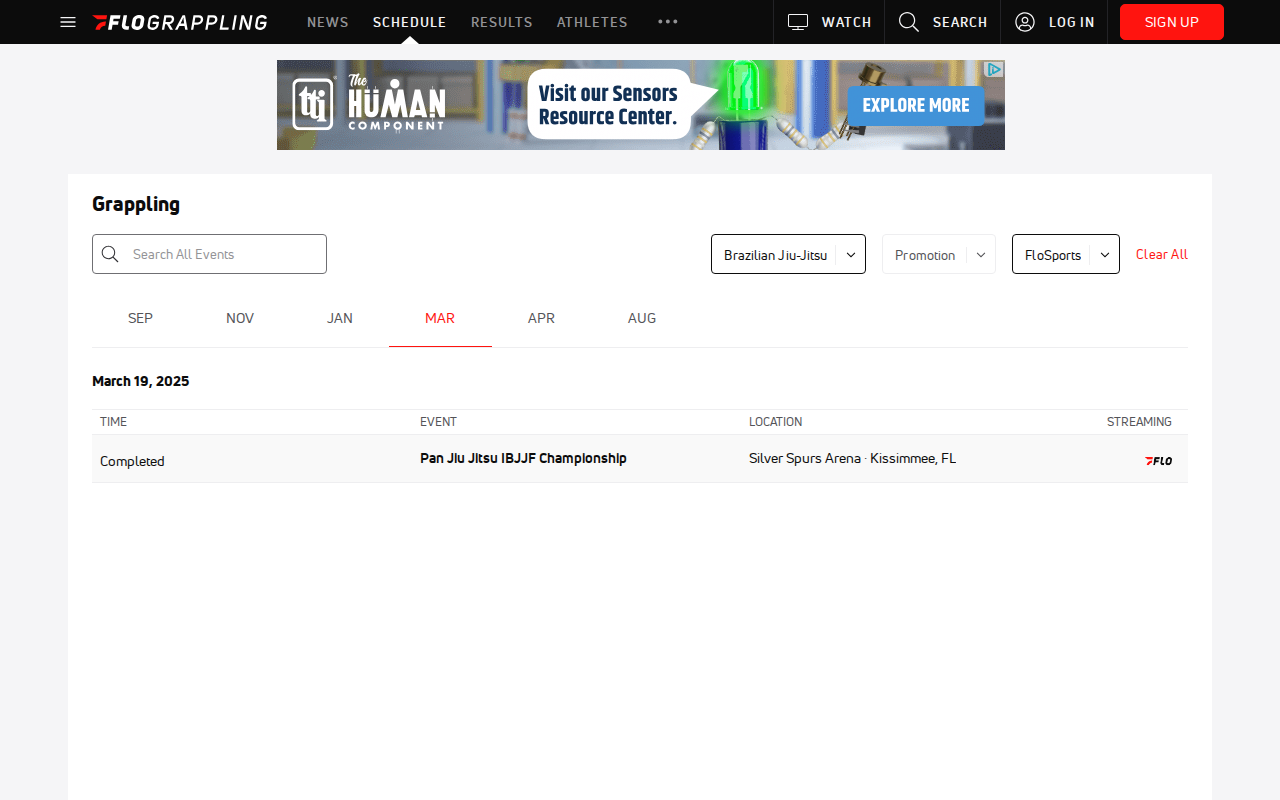 FLOGRAPPLING NEWS SCHEDULE RESULTS ATHLETES ••• WATCH SEARCH LOG IN SIGN UP
tti The HUMAN COMPONENT Visit our Sensors Resource Center. EXPLORE MORE
Grappling
Search All Events Brazilian Jiu-Jitsu Promotion FloSports Clear All
SEP NOV JAN MAR APR AUG
March 19, 2025
TIME EVENT LOCATION STREAMING
Completed Pan Jiu Jitsu IBJJF Championship Silver Spurs Arena · Kissimmee, FL FLO